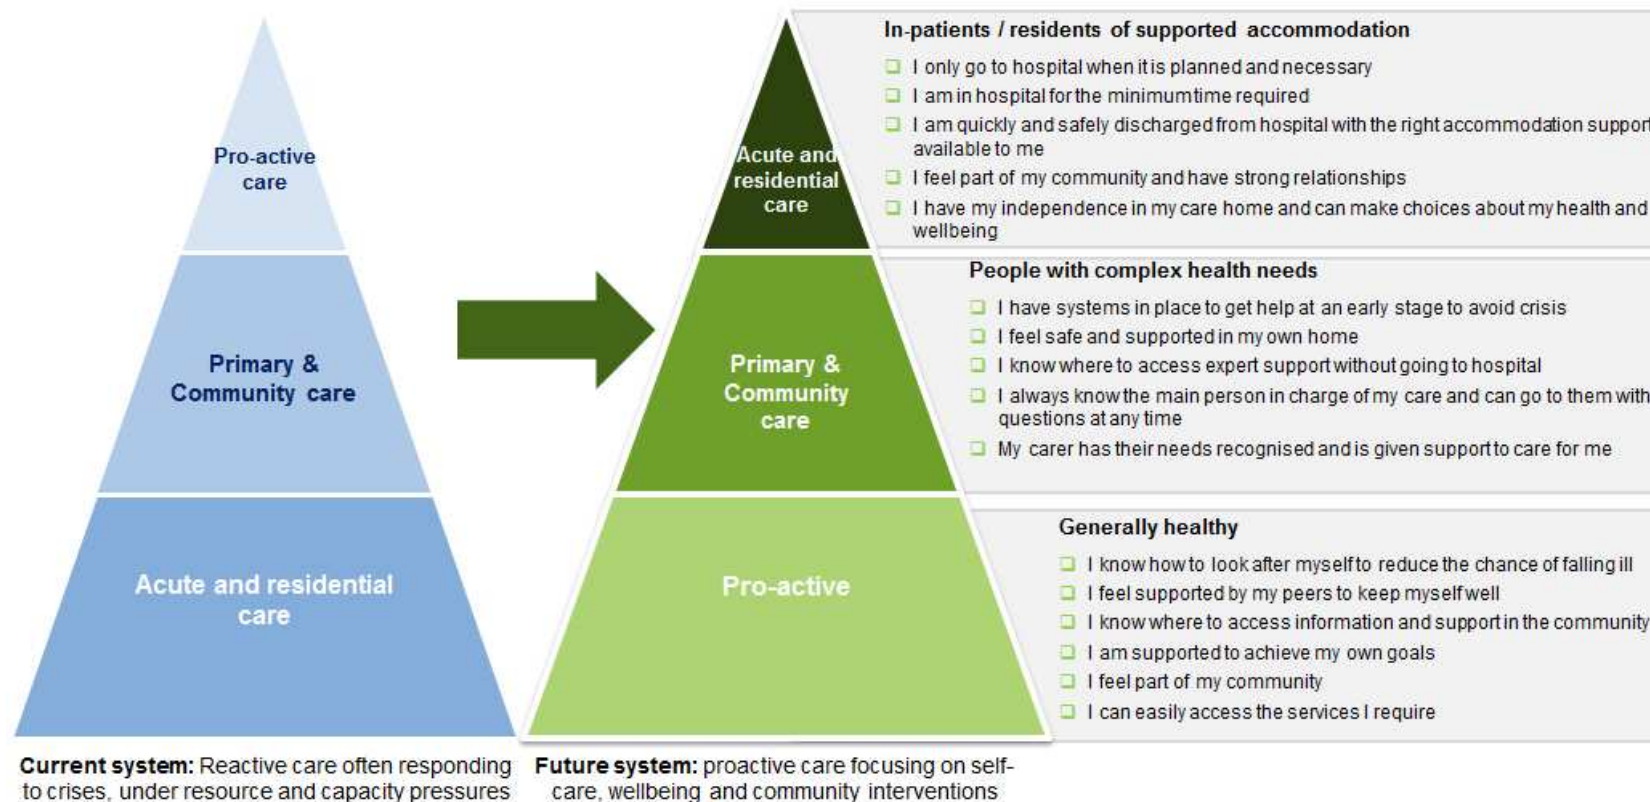 Pro-active
care
Primary &
Community care
Acute and residential
care
Current system: Reactive care often responding
to crises, under resource and capacity pressures
Acute and
residential
care
Primary &
Community
care
Pro-active
Future system: proactive care focusing on self-
care, wellbeing and community interventions
In-patients / residents of supported accommodation
I only go to hospital when it is planned and necessary
I am in hospital for the minimum time required
I am quickly and safely discharged from hospital with the right accommodation support
available to me
I feel part of my community and have strong relationships
I have my independence in my care home and can make choices about my health and
wellbeing
People with complex health needs
I have systems in place to get help at an early stage to avoid crisis
I feel safe and supported in my own home
I know where to access expert support without going to hospital
I always know the main person in charge of my care and can go to them with
questions at any time
My carer has their needs recognised and is given support to care for me
Generally healthy
I know how to look after myself to reduce the chance of falling ill
I feel supported by my peers to keep myself well
I know where to access information and support in the community
I am supported to achieve my own goals
I feel part of my community
I can easily access the services I require